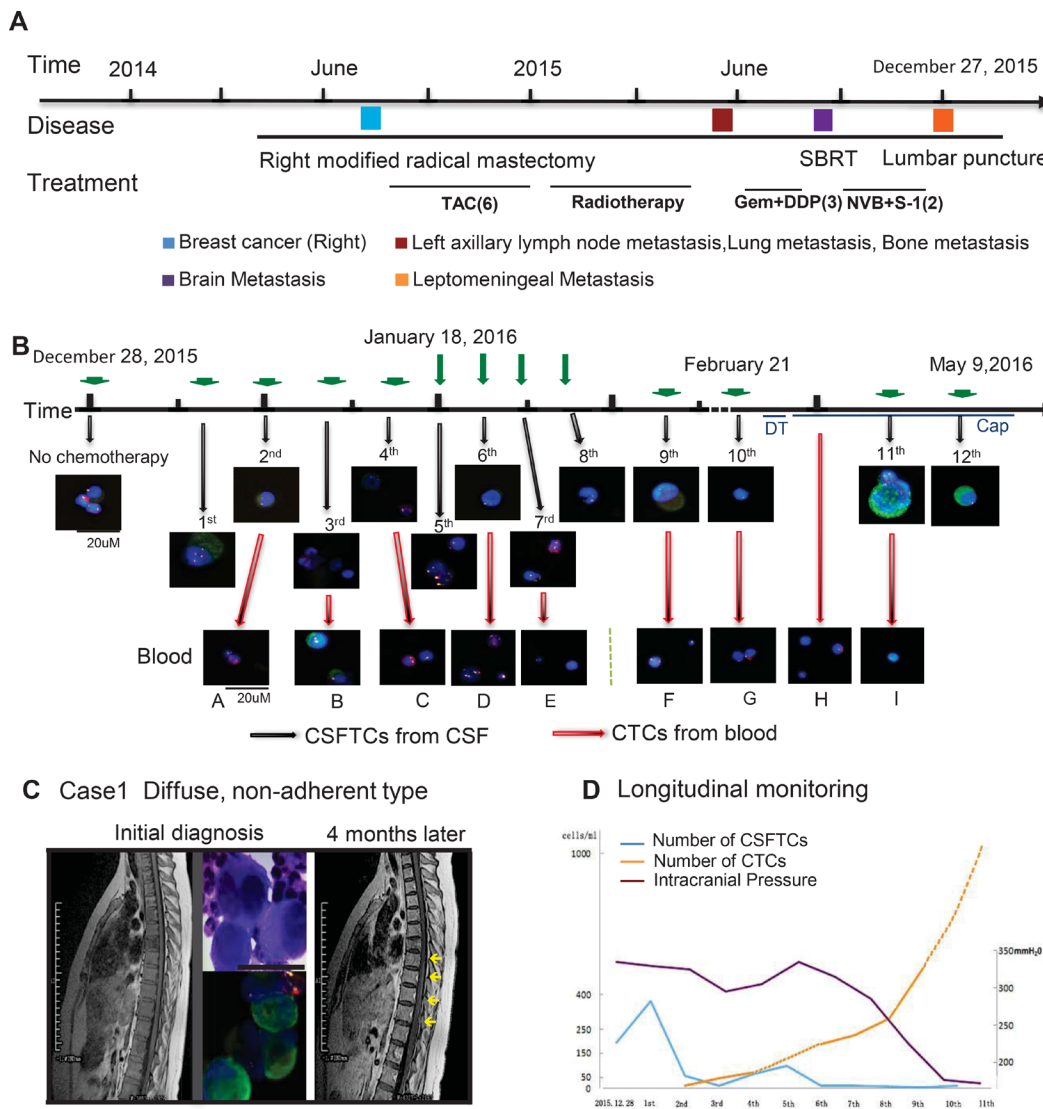 A
Time 2014 June 2015 June December 27, 2015
Disease
Right modified radical mastectomy SBRT Lumbar puncture
Treatment
TAC(6) Radiotherapy Gem+DDP(3) NVB+S-1(2)
Breast cancer (Right) Left axillary lymph node metastasis,Lung metastasis, Bone metastasis
Brain Metastasis Leptomeningeal Metastasis
B
January 18, 2016
December 28, 2015 February 21 May 9,2016
Time
DT Cap
No chemotherapy 2nd 4th 6th 8th 9th 10th 11th 12th
1st 3rd 5th 7rd
20uM
Blood
20uM
A B C D E F G H I
CSFTCs from CSF CTCs from blood
C Case1 Diffuse, non-adherent type
Initial diagnosis 4 months later
D Longitudinal monitoring
cells/ml
Number of CSFTCs
Number of CTCs
Intracranial Pressure
1000
400
250
150
50
0
350mmH20
300
250
200
2015.12.28 1st 2nd 3rd 4th 5th 6th 7th 8th 9th 10th 11th